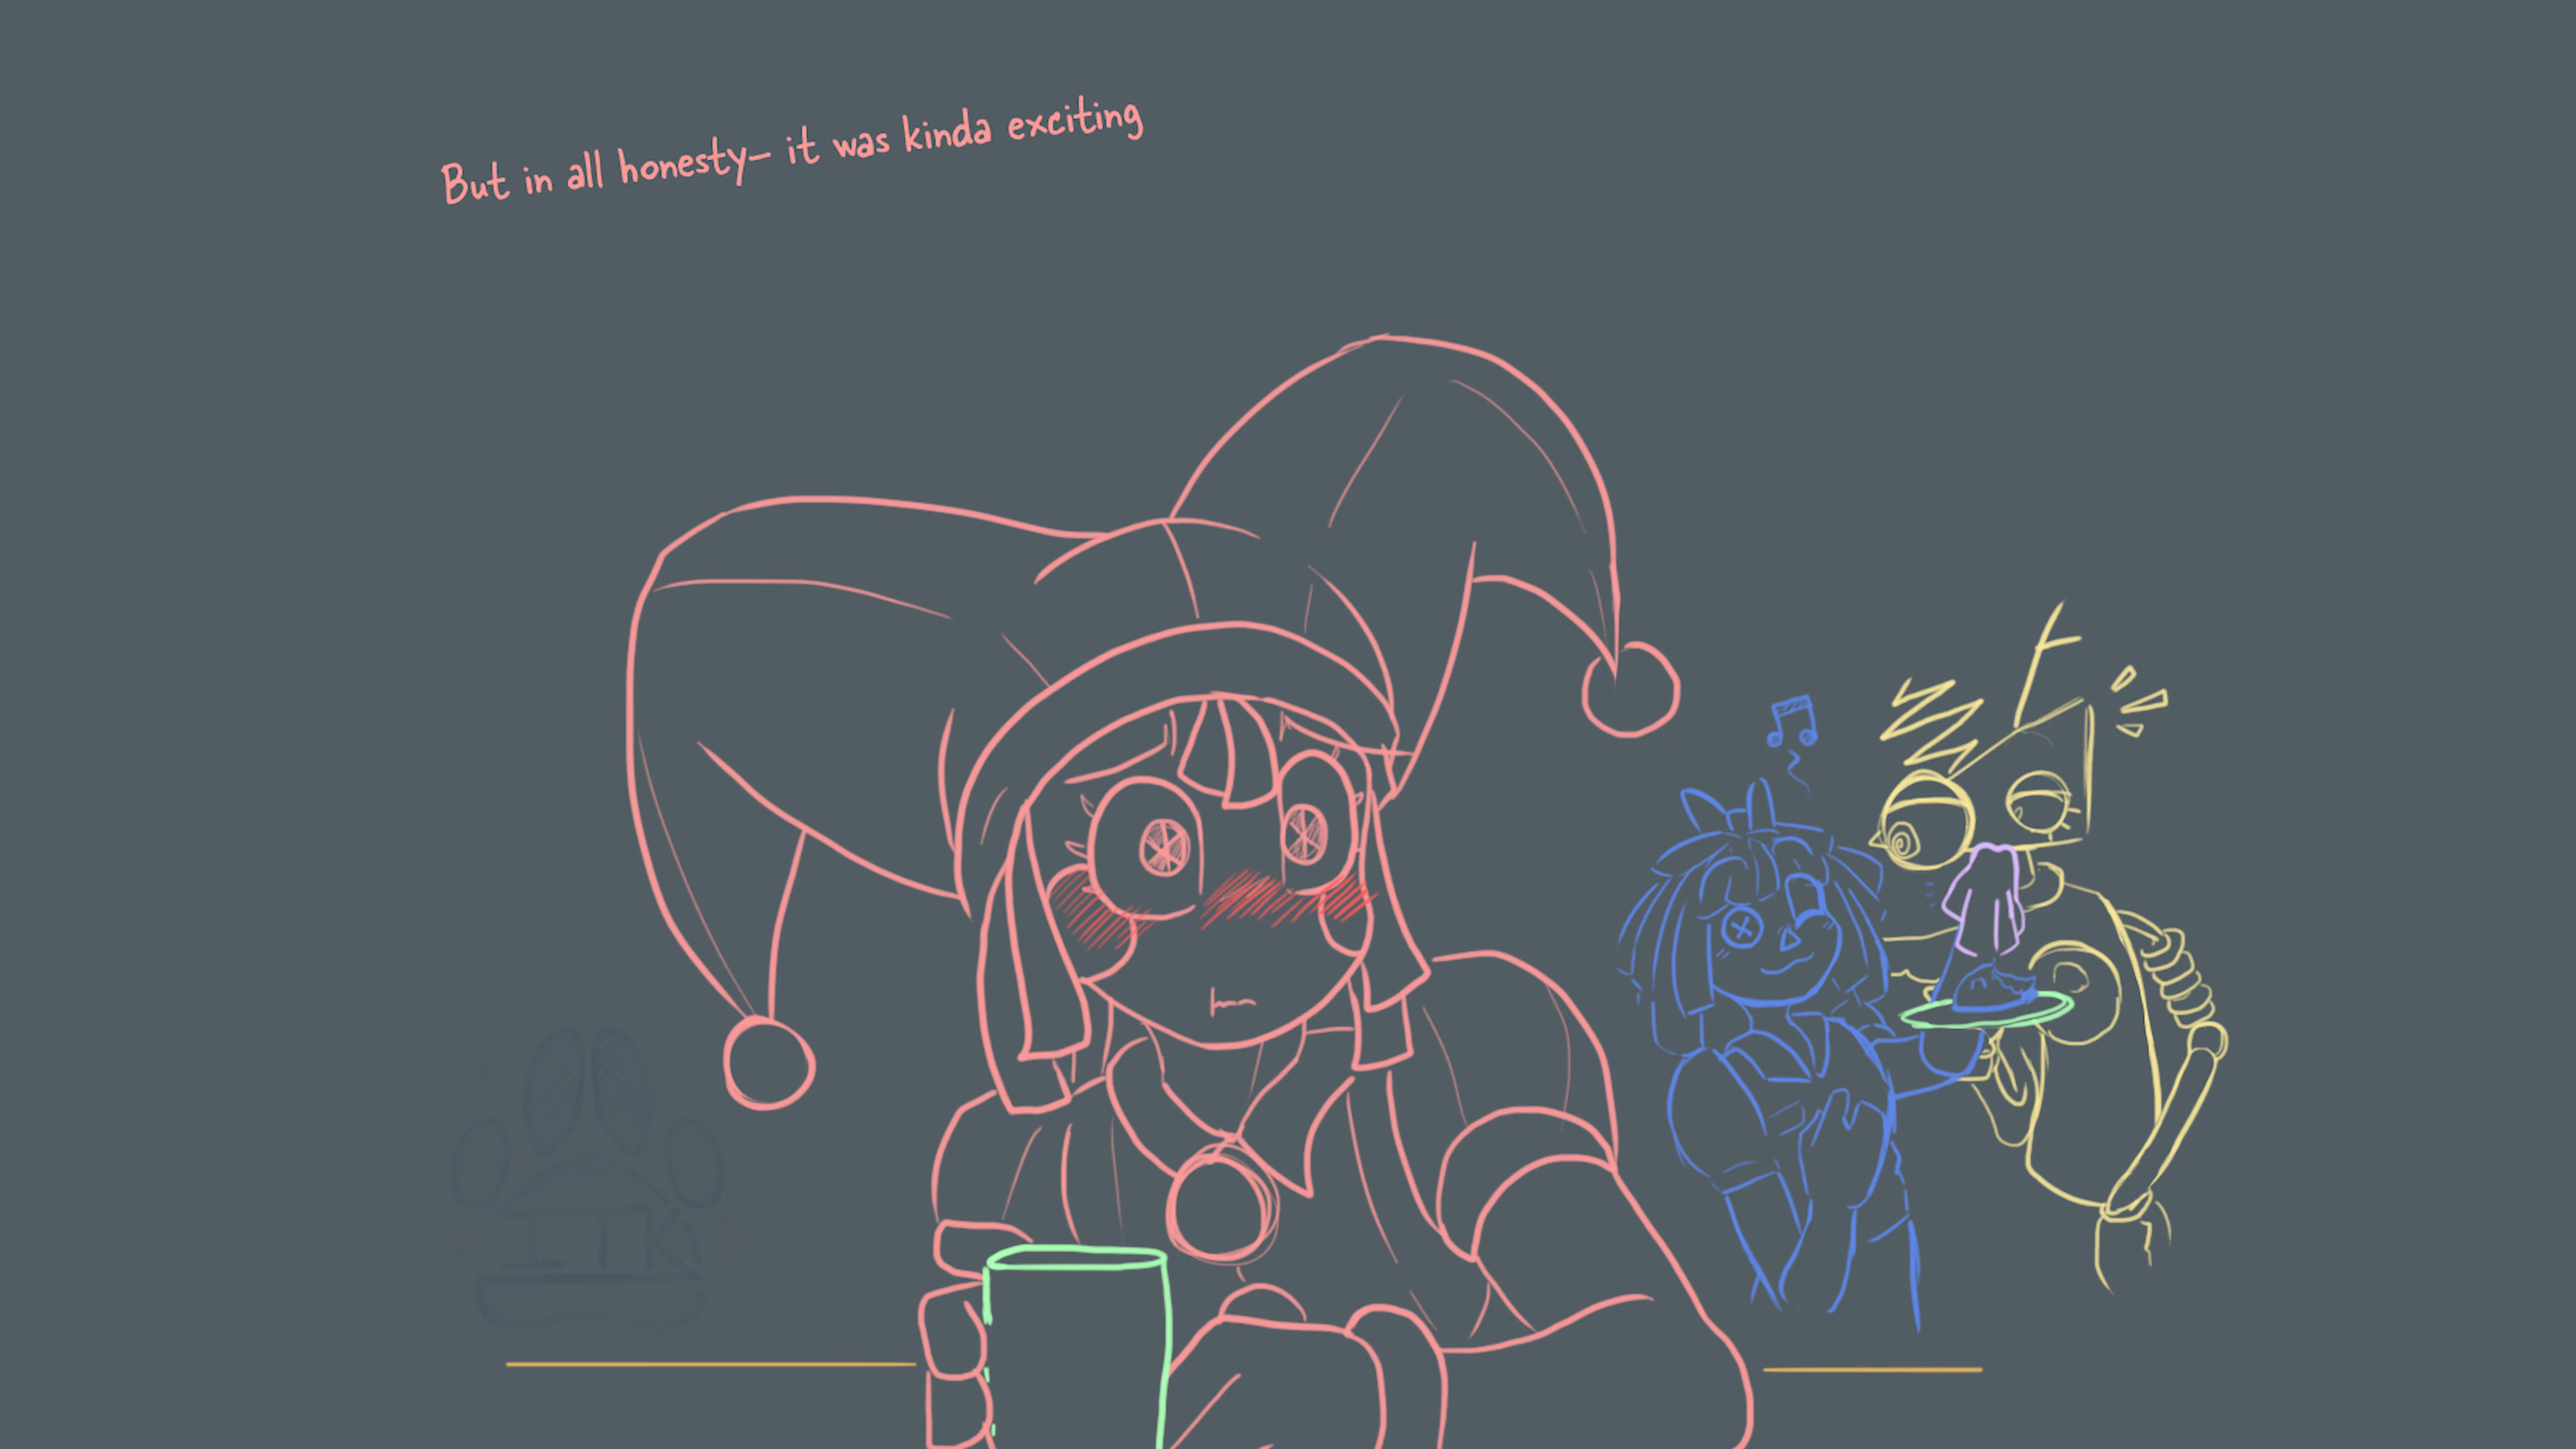 But in all honesty— it was kinda exciting